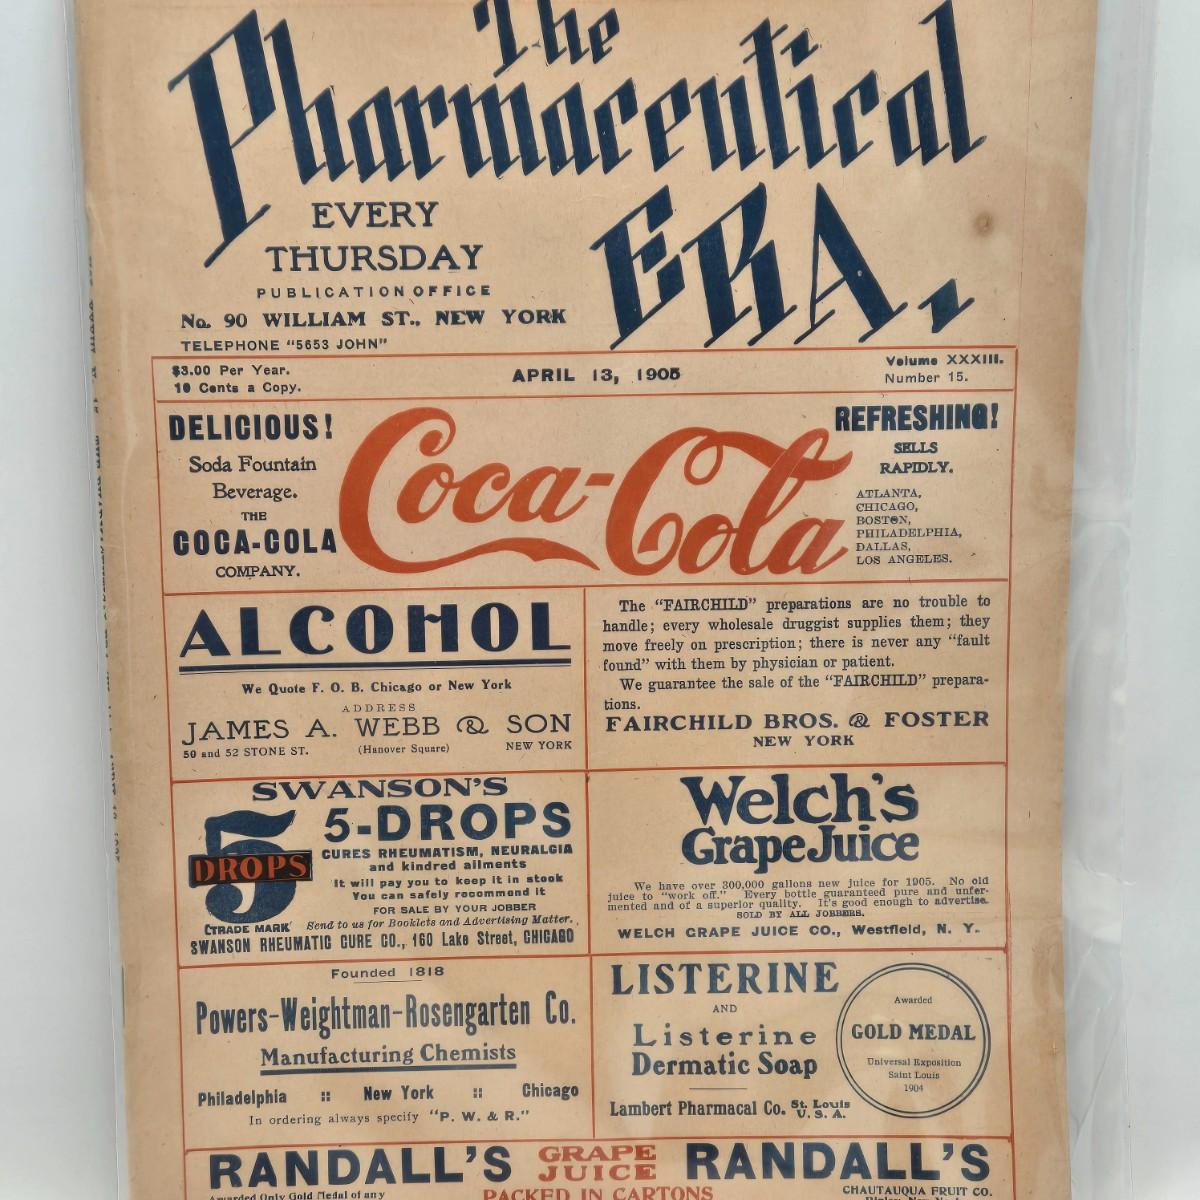 The
Pharmaceutical
ERA,
EVERY
THURSDAY
PUBLICATION OFFICE
No. 90 WILLIAM ST., NEW YORK
TELEPHONE "5653 JOHN"
$3.00 Per Year.
10 Cents a Copy.
APRIL 13, 1905
Volume XXXIII.
Number 15.
DELICIOUS!
Soda Fountain
Beverage.
THE
COCA-COLA
COMPANY.
Coca-Cola
REFRESHING!
SELLS
RAPIDLY.
ATLANTA,
CHICAGO,
BOSTON,
PHILADELPHIA,
DALLAS,
LOS ANGELES.
ALCOHOL
We Quote F. O. B. Chicago or New York
ADDRESS
JAMES A. WEBB & SON
50 and 52 STONE ST. (Hanover Square) NEW YORK
The "FAIRCHILD" preparations are no trouble to
handle; every wholesale druggist supplies them; they
move freely on prescription; there is never any "fault
found" with them by physician or patient.
We guarantee the sale of the "FAIRCHILD" prepara-
tions.
FAIRCHILD BROS. & FOSTER
NEW YORK
SWANSON'S
5-DROPS
5
DROPS
CURES RHEUMATISM, NEURALGIA
and kindred ailments
It will pay you to keep it in stock
You can safely recommend it
FOR SALE BY YOUR JOBBER
(TRADE MARK Send to us for Booklets and Advertising Matter.
SWANSON RHEUMATIC CURE CO., 160 Lake Street, CHICAGO
Welch's
Grape Juice
We have over 300,000 gallons new juice for 1905. No old
juice to "work off." Every bottle guaranteed pure and unfer-
mented and of a superior quality. It's good enough to advertise.
SOLD BY ALL JOBBERS.
WELCH GRAPE JUICE CO., Westfield, N. Y.
Founded 1818
Powers-Weightman-Rosengarten Co.
Manufacturing Chemists
Philadelphia :: New York :: Chicago
In ordering always specify "P. W. & R."
LISTERINE
AND
Listerine
Dermatic Soap
Lambert Pharmacal Co. St. Louis
U. S. A.
Awarded
GOLD MEDAL
Universal Exposition
Saint Louis
1904
RANDALL'S GRAPE JUICE RANDALL'S
Awarded Only Gold Medal of any
PACKED IN CARTONS
CHAUTAUQUA FRUIT CO.